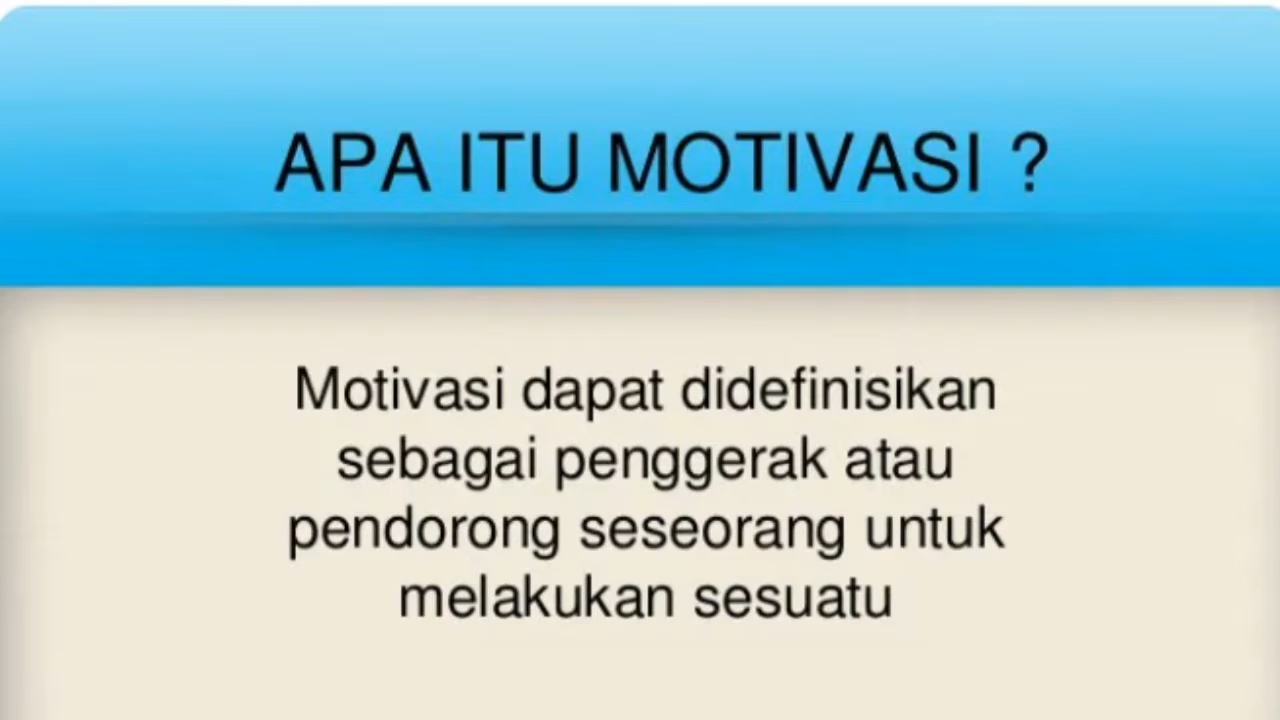 APA ITU MOTIVASI ?
Motivasi dapat didefinisikan
sebagai penggerak atau
pendorong seseorang untuk
melakukan sesuatu